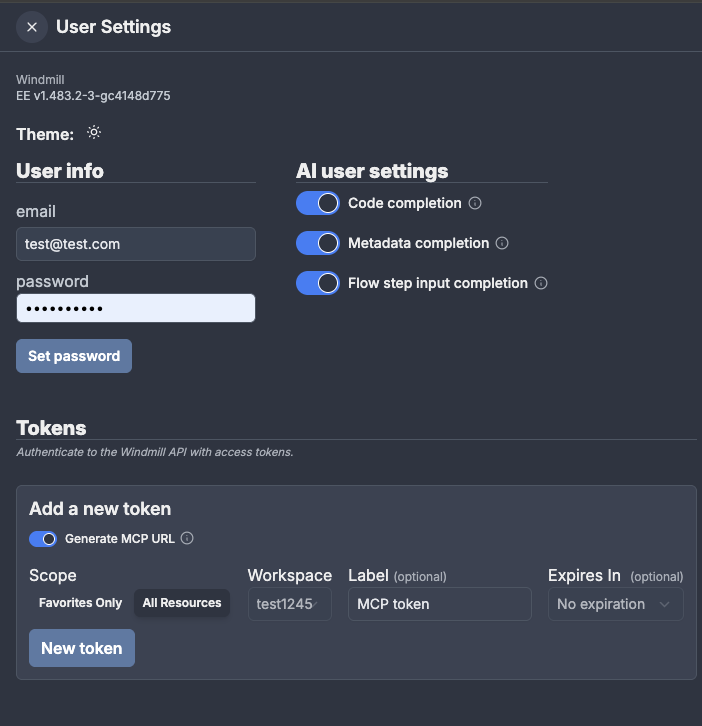 User Settings
Windmill
EE v1.483.2-3-gc4148d775
Theme:
User info
email
test@test.com
password
••••••••••
Set password
AI user settings
Code completion
Metadata completion
Flow step input completion
Tokens
Authenticate to the Windmill API with access tokens.
Add a new token
Generate MCP URL
Scope
Favorites Only All Resources
Workspace
test1245
Label (optional)
MCP token
Expires In (optional)
No expiration
New token